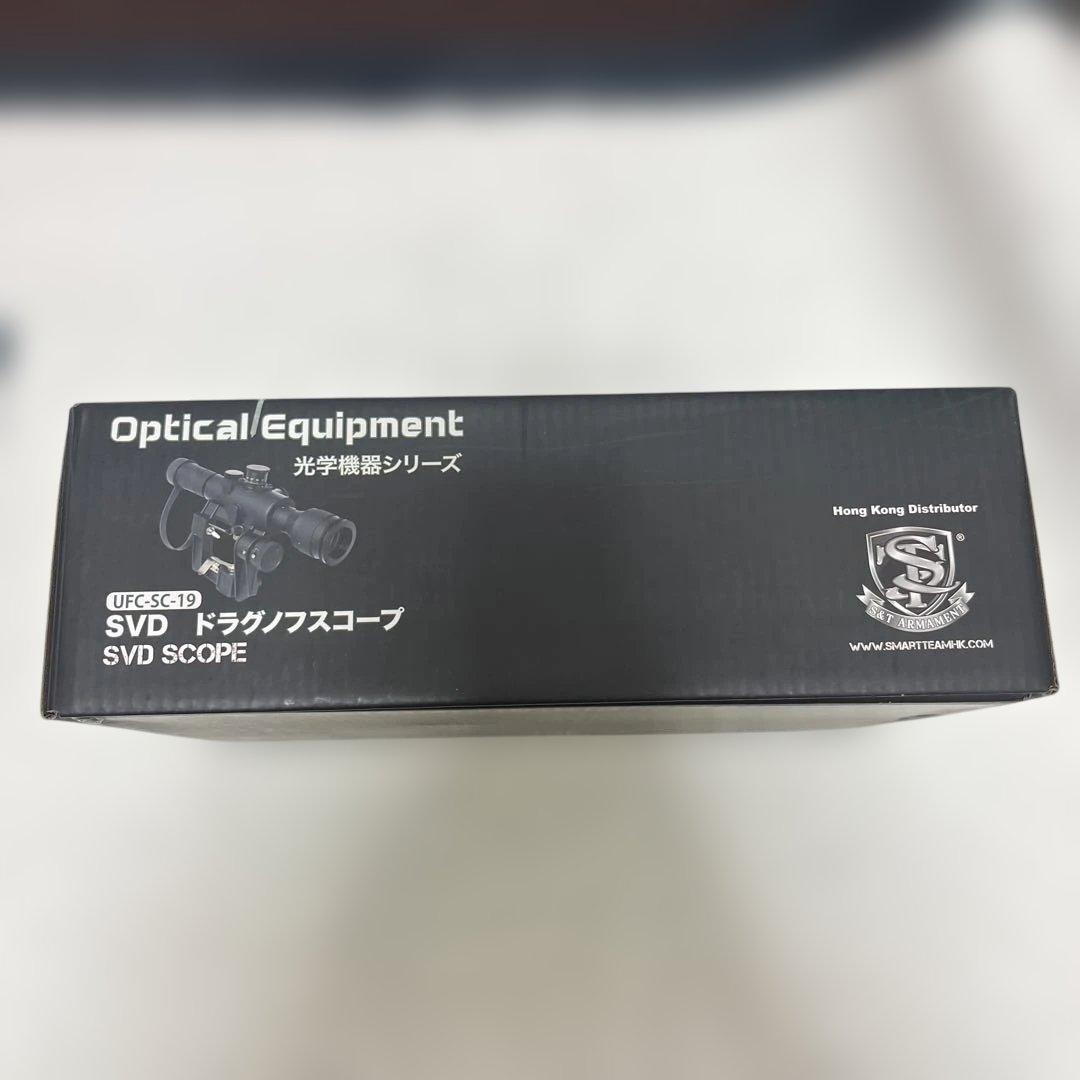 Optical Equipment
光学機器シリーズ
UFC-SC-19
SVD ドラグノフスコープ
SVD SCOPE
Hong Kong Distributor
S&T
®
S&T ARMAMENT
WWW.SMARTTEAMHK.COM